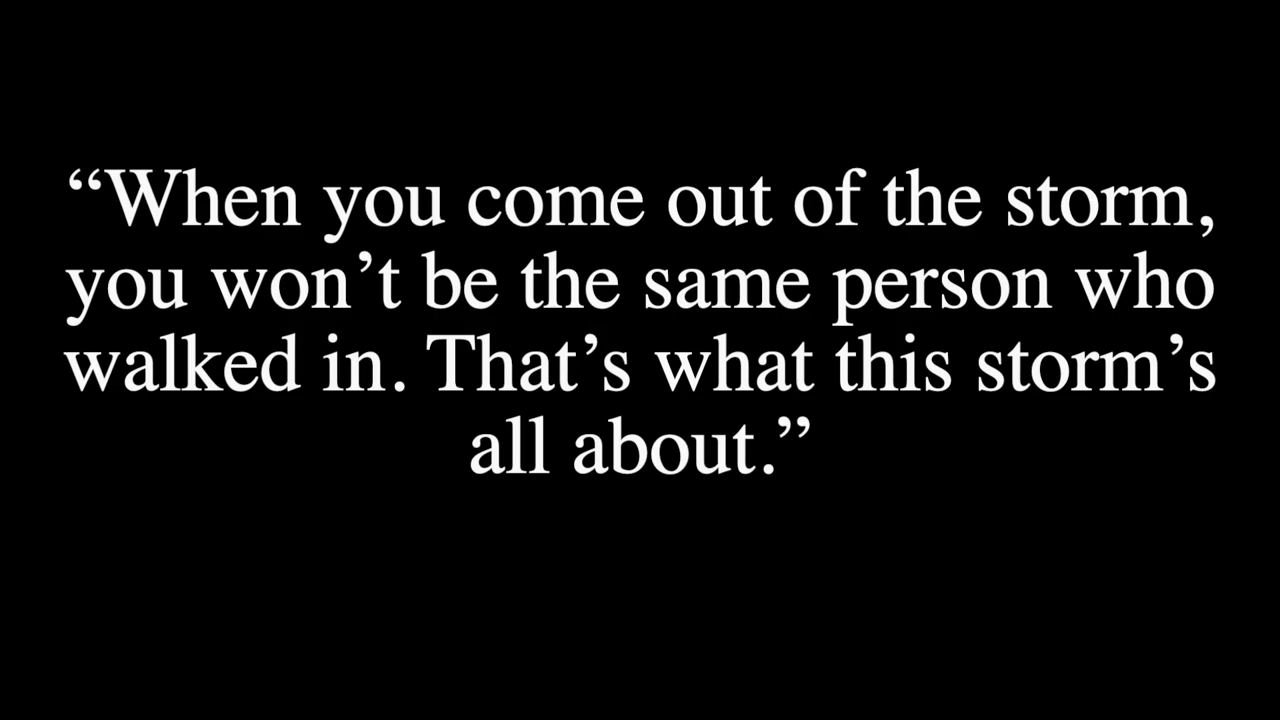 “When you come out of the storm,
you won’t be the same person who
walked in. That’s what this storm’s
all about.”